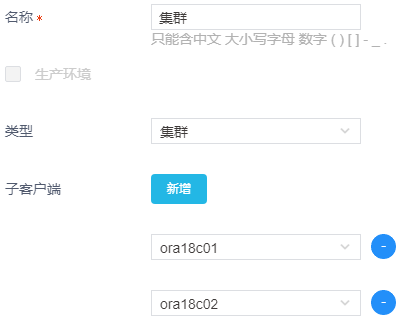 名称 * 集群
只能含中文 大小写字母 数字 ( ) [ ] - _ .
生产环境
类型 集群
子客户端 新增
ora18c01 -
ora18c02 -